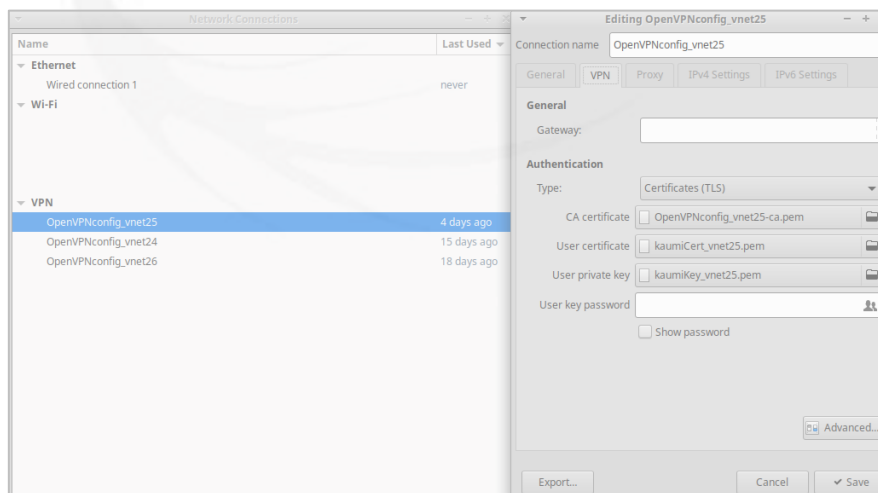 Network Connections
Name Last Used
Ethernet
Wired connection 1 never
Wi-Fi
VPN
OpenVPNconfig_vnet25 4 days ago
OpenVPNconfig_vnet24 15 days ago
OpenVPNconfig_vnet26 18 days ago
Editing OpenVPNconfig_vnet25
Connection name OpenVPNconfig_vnet25
General VPN Proxy IPv4 Settings IPv6 Settings
General
Gateway:
Authentication
Type: Certificates (TLS)
CA certificate OpenVPNconfig_vnet25-ca.pem
User certificate kaumiCert_vnet25.pem
User private key kaumiKey_vnet25.pem
User key password
Show password
Advanced...
Export... Cancel Save